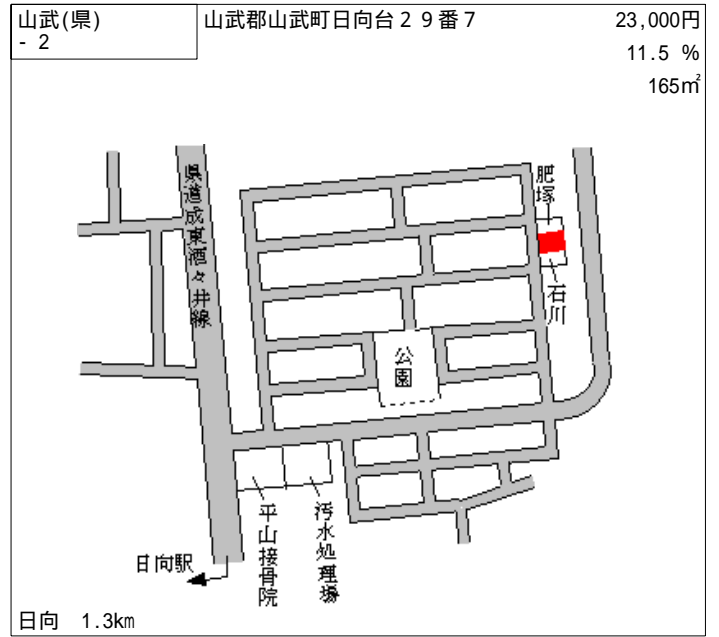 山武(県)
- 2
山武郡山武町日向台２９番７
23,000円
11.5 %
165㎡
県道成東酒々井線
肥塚
石川
公園
平山接骨院
汚水処理場
日向駅
日向 1.3km